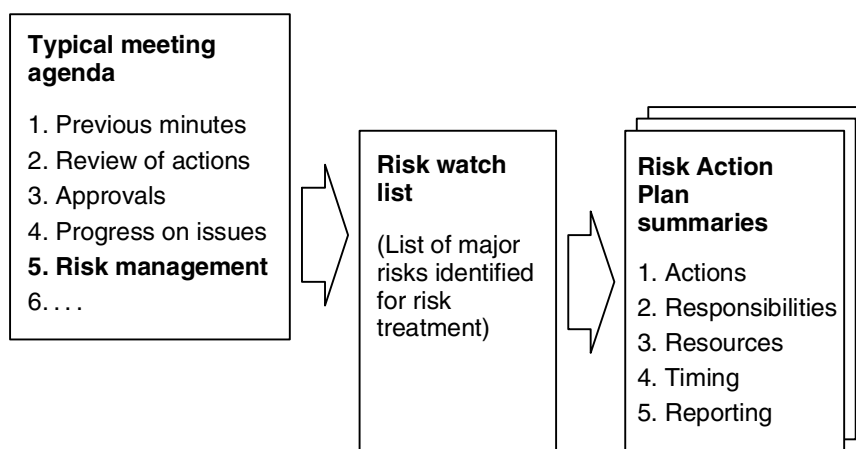 Typical meeting
agenda
1. Previous minutes
2. Review of actions
3. Approvals
4. Progress on issues
5. Risk management
6. . . .
Risk watch
list
(List of major
risks identified
for risk
treatment)
Risk Action
Plan
summaries
1. Actions
2. Responsibilities
3. Resources
4. Timing
5. Reporting